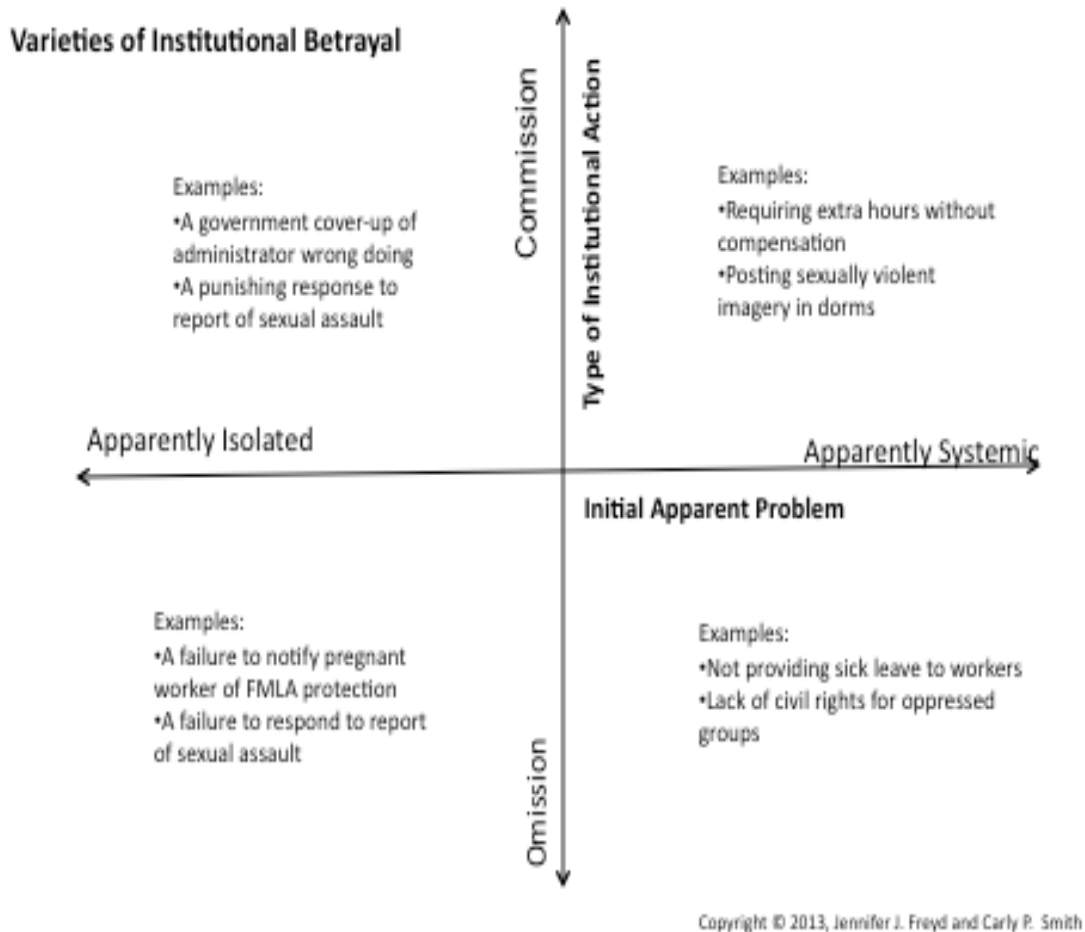 Varieties of Institutional Betrayal
Commission
Type of Institutional Action
Examples:
•A government cover-up of
administrator wrong doing
•A punishing response to
report of sexual assault
Examples:
•Requiring extra hours without
compensation
•Posting sexually violent
imagery in dorms
Apparently Isolated
Apparently Systemic
Initial Apparent Problem
Examples:
•A failure to notify pregnant
worker of FMLA protection
•A failure to respond to report
of sexual assault
Examples:
•Not providing sick leave to workers
•Lack of civil rights for oppressed
groups
Omission
Copyright © 2013, Jennifer J. Freyd and Carly P. Smith